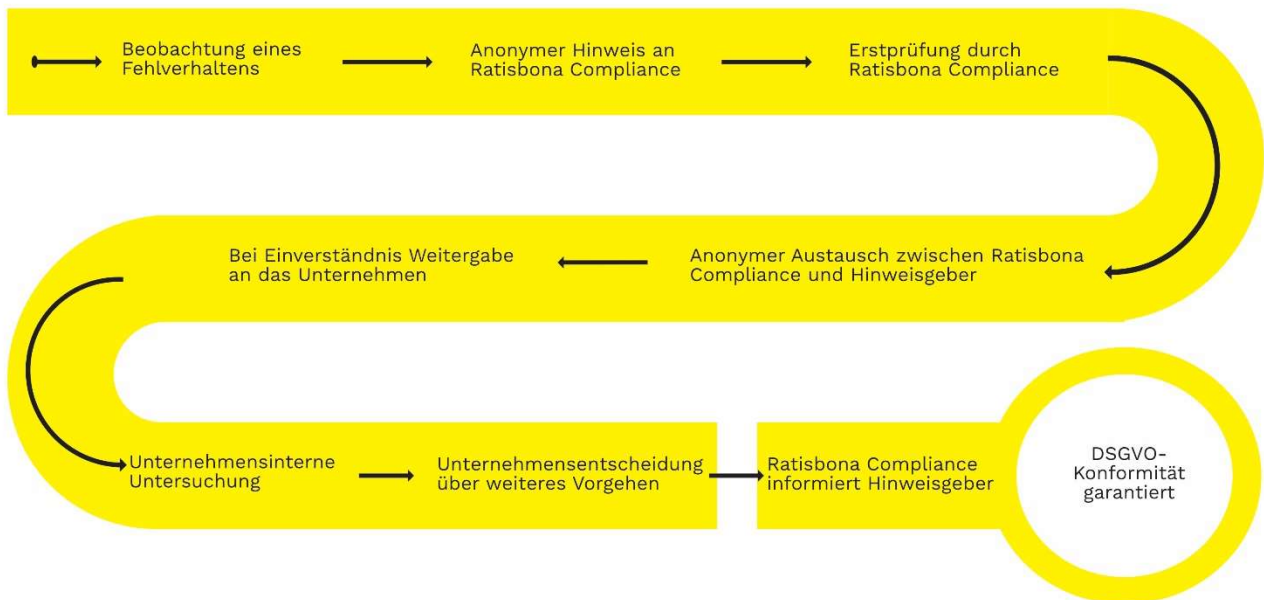 Beobachtung eines
Fehlverhaltens
Anonymer Hinweis an
Ratisbona Compliance
Erstprüfung durch
Ratisbona Compliance
Anonymer Austausch zwischen Ratisbona
Compliance und Hinweisgeber
Bei Einverständnis Weitergabe
an das Unternehmen
Unternehmensinterne
Untersuchung
Unternehmensentscheidung
über weiteres Vorgehen
Ratisbona Compliance
informiert Hinweisgeber
DSGVO-
Konformität
garantiert